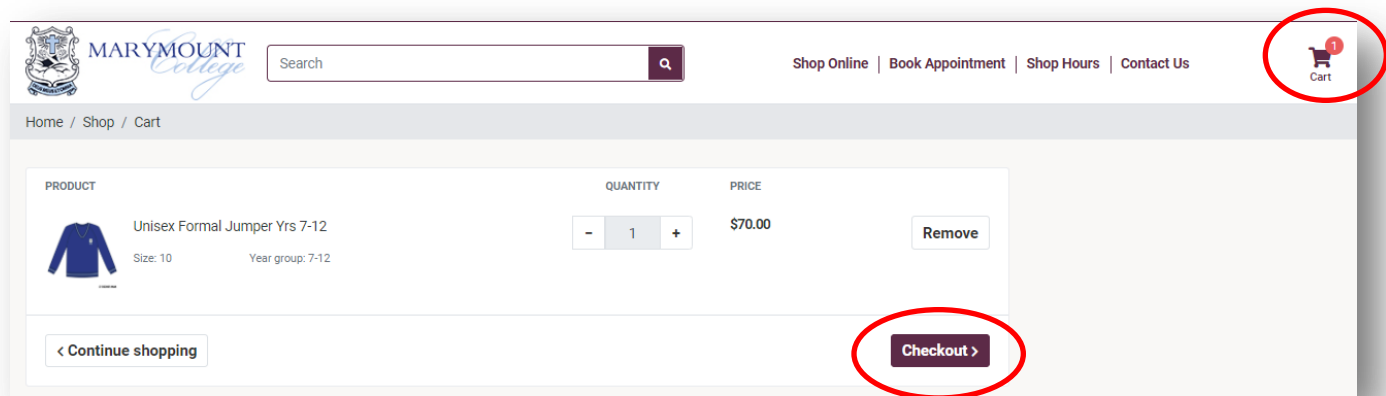 MARYMOUNT
College
Search
Shop Online | Book Appointment | Shop Hours | Contact Us
1
Cart
Home / Shop / Cart
PRODUCT QUANTITY PRICE
Unisex Formal Jumper Yrs 7-12
- 1 + $70.00 Remove
Size: 10 Year group: 7-12
< Continue shopping Checkout >